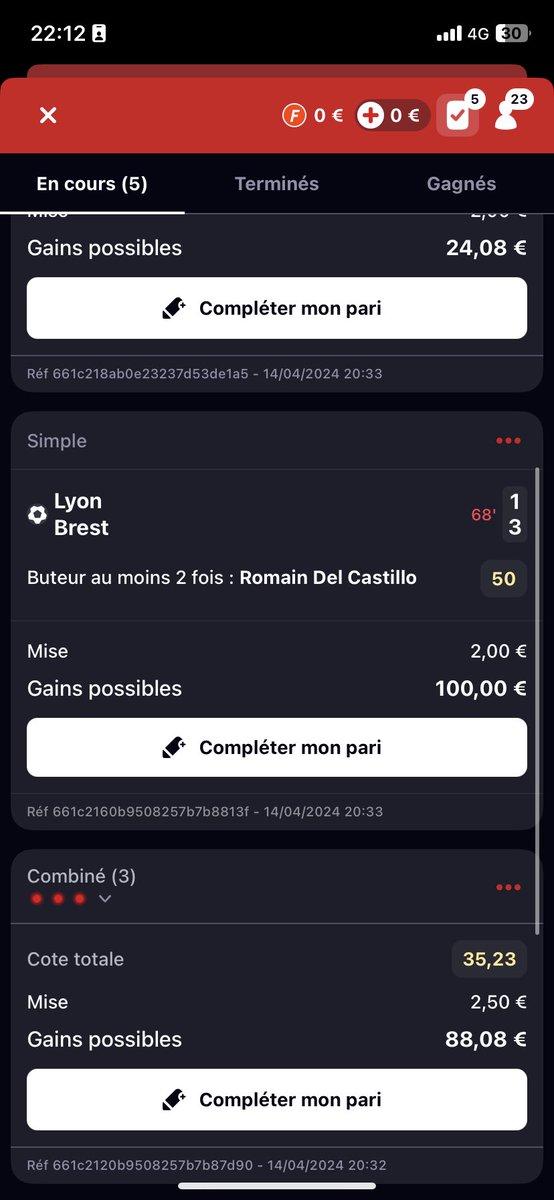 22:12
4G 30
F 0 € 0 € 5 23
En cours (5) Terminés Gagnés
Mise 2,00 €
Gains possibles 24,08 €
Compléter mon pari
Réf 661c218ab0e23237d53de1a5 - 14/04/2024 20:33
Simple
Lyon 1
68'
Brest 3
Buteur au moins 2 fois : Romain Del Castillo 50
Mise 2,00 €
Gains possibles 100,00 €
Compléter mon pari
Réf 661c2160b9508257b7b8813f - 14/04/2024 20:33
Combiné (3)
Cote totale 35,23
Mise 2,50 €
Gains possibles 88,08 €
Compléter mon pari
Réf 661c2120b9508257b7b87d90 - 14/04/2024 20:32